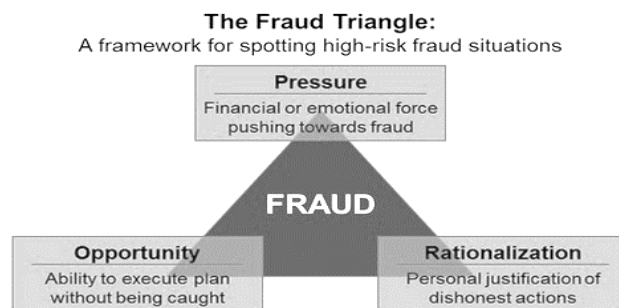 The Fraud Triangle:
A framework for spotting high-risk fraud situations
Pressure
Financial or emotional force
pushing towards fraud
FRAUD
Opportunity
Ability to execute plan
without being caught
Rationalization
Personal justification of
dishonest actions